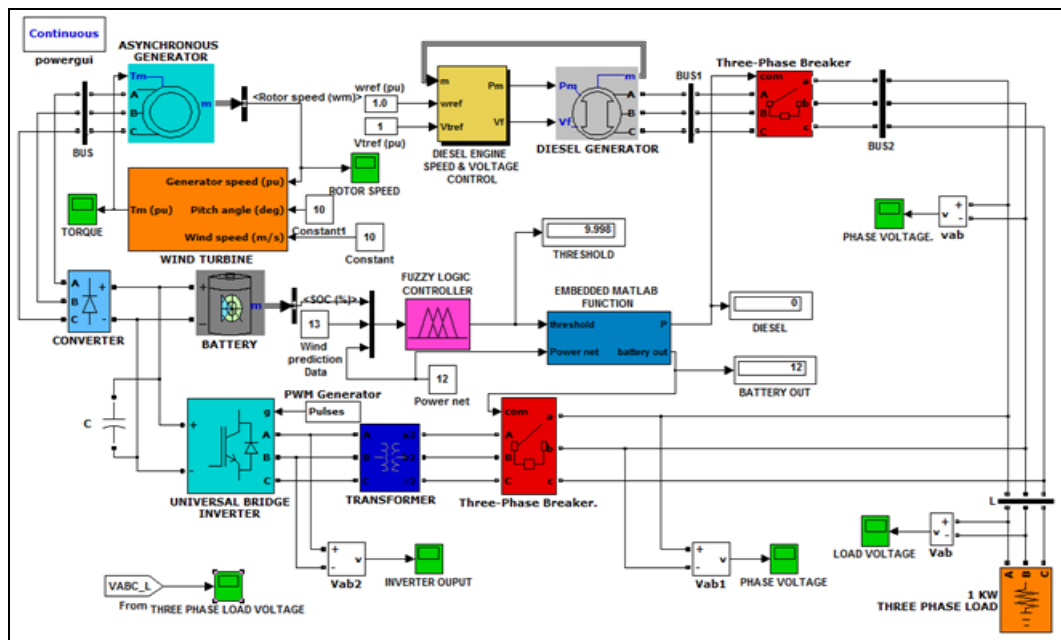 Continuous
powergui
ASYNCHRONOUS
GENERATOR
Tm
A
B
C
m
<Rotor speed (wm)>
BUS
wref (pu)
1.0
1
Vtref (pu)
m
wref
Vtref
Pm
Vf
DIESEL ENGINE
SPEED & VOLTAGE
CONTROL
Pm
Vf
m
A
B
C
DIESEL GENERATOR
BUS1
Three-Phase Breaker
com
A
B
C
a
b
c
BUS2
Generator speed (pu)
Pitch angle (deg)
Wind speed (m/s)
Tm (pu)
WIND TURBINE
TORQUE
ROTOR SPEED
10
Constant1
10
Constant
PHASE VOLTAGE.
v
+
-
vab
A
B
C
+
-
CONVERTER
+
-
m
BATTERY
<SOC (%)>
13
Wind
prediction
Data
FUZZY LOGIC
CONTROLLER
12
Power net
9.998
THRESHOLD
EMBEDDED MATLAB
FUNCTION
threshold
Power net
P
battery out
0
DIESEL
12
BATTERY OUT
C
PWM Generator
Pulses
g
+
-
A
B
C
UNIVERSAL BRIDGE
INVERTER
A
B
C
TRANSFORMER
com
A
B
C
a
b
c
Three-Phase Breaker.
L
LOAD VOLTAGE
v
+
-
Vab
A
B
C
1 KW
THREE PHASE LOAD
+
-
v
Vab2
INVERTER OUPUT
+
-
v
Vab1
PHASE VOLTAGE
VABC_L
From
THREE PHASE LOAD VOLTAGE